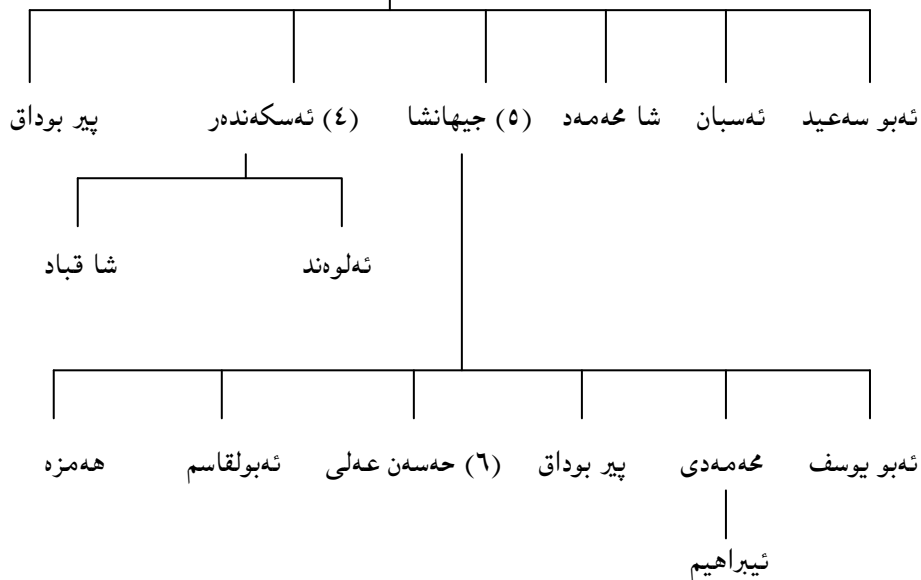 ئەبو سەعید ئەسبان شا محەمەد (٥) جیهانشا (٤) ئەسکەندەر پیر بوداق
ئەلوەند شا قباد
ئەبو یوسف محەمەدی پیر بوداق (٦) حەسەن عەلی ئەبولقاسم هەمزە
ئیبراهیم